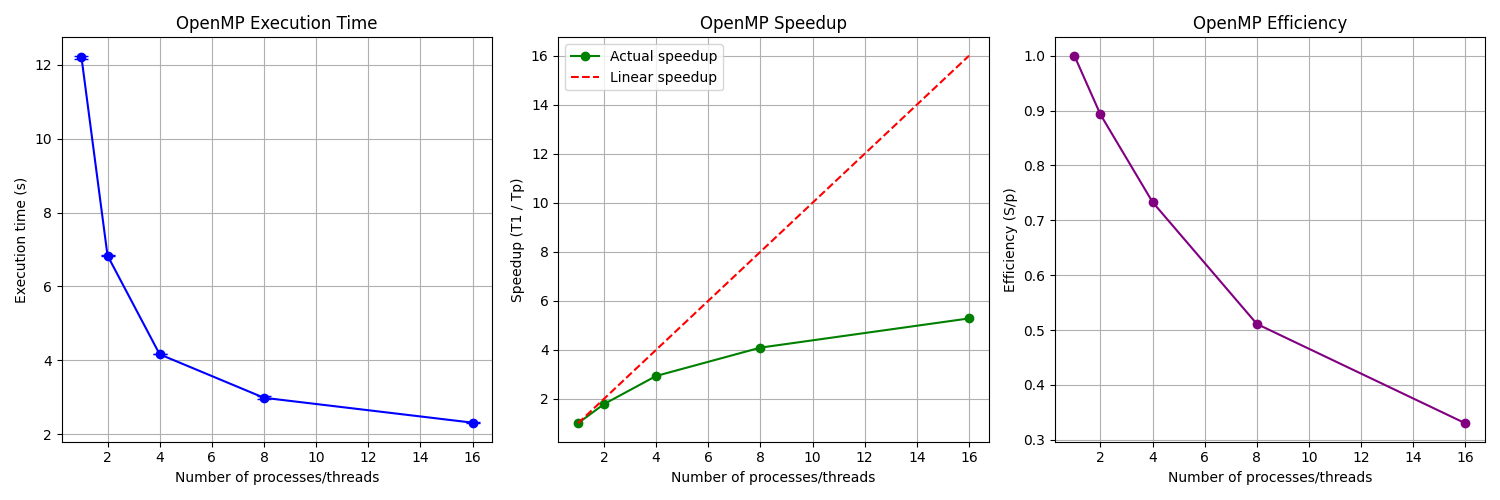 OpenMP Execution Time
Execution time (s)
12
10
8
6
4
2
2 4 6 8 10 12 14 16
Number of processes/threads
OpenMP Speedup
Actual speedup
Linear speedup
Speedup (T1 / Tp)
16
14
12
10
8
6
4
2
2 4 6 8 10 12 14 16
Number of processes/threads
OpenMP Efficiency
Efficiency (S/p)
1.0
0.9
0.8
0.7
0.6
0.5
0.4
0.3
2 4 6 8 10 12 14 16
Number of processes/threads